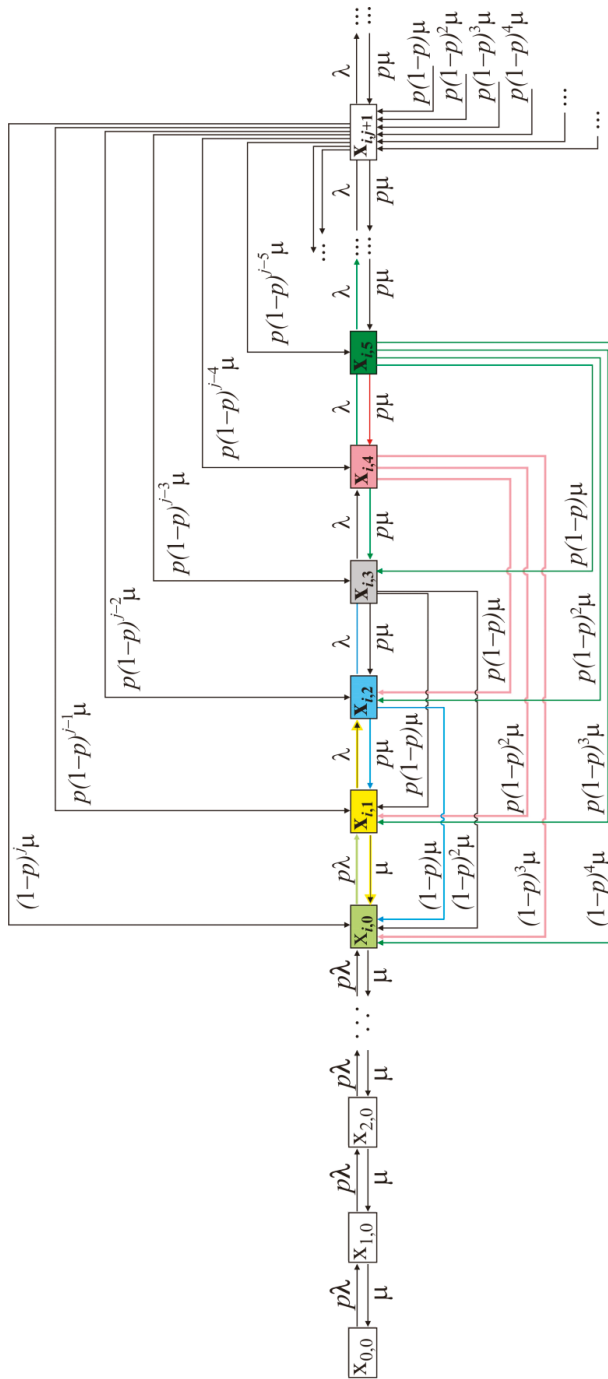 (1−p)ʲμ
p(1−p)ʲ⁻¹μ
p(1−p)ʲ⁻²μ
p(1−p)ʲ⁻³μ
p(1−p)ʲ⁻⁴μ
p(1−p)ʲ⁻⁵μ
... ...
pλ pλ pλ pλ pλ λ λ λ λ λ λ λ
X₀,₀ X₁,₀ X₂,₀ ... Xᵢ,₀ Xᵢ,₁ Xᵢ,₂ Xᵢ,₃ Xᵢ,₄ Xᵢ,₅ ... Xᵢ,ⱼ₊₁ ...
μ μ μ μ μ pμ pμ pμ pμ pμ pμ pμ
p(1−p)μ
p(1−p)μ
(1−p)μ
p(1−p)²μ
(1−p)²μ
p(1−p)³μ
p(1−p)μ
p(1−p)⁴μ
p(1−p)²μ
(1−p)³μ
p(1−p)μ
...
p(1−p)²μ
p(1−p)³μ
...
(1−p)⁴μ